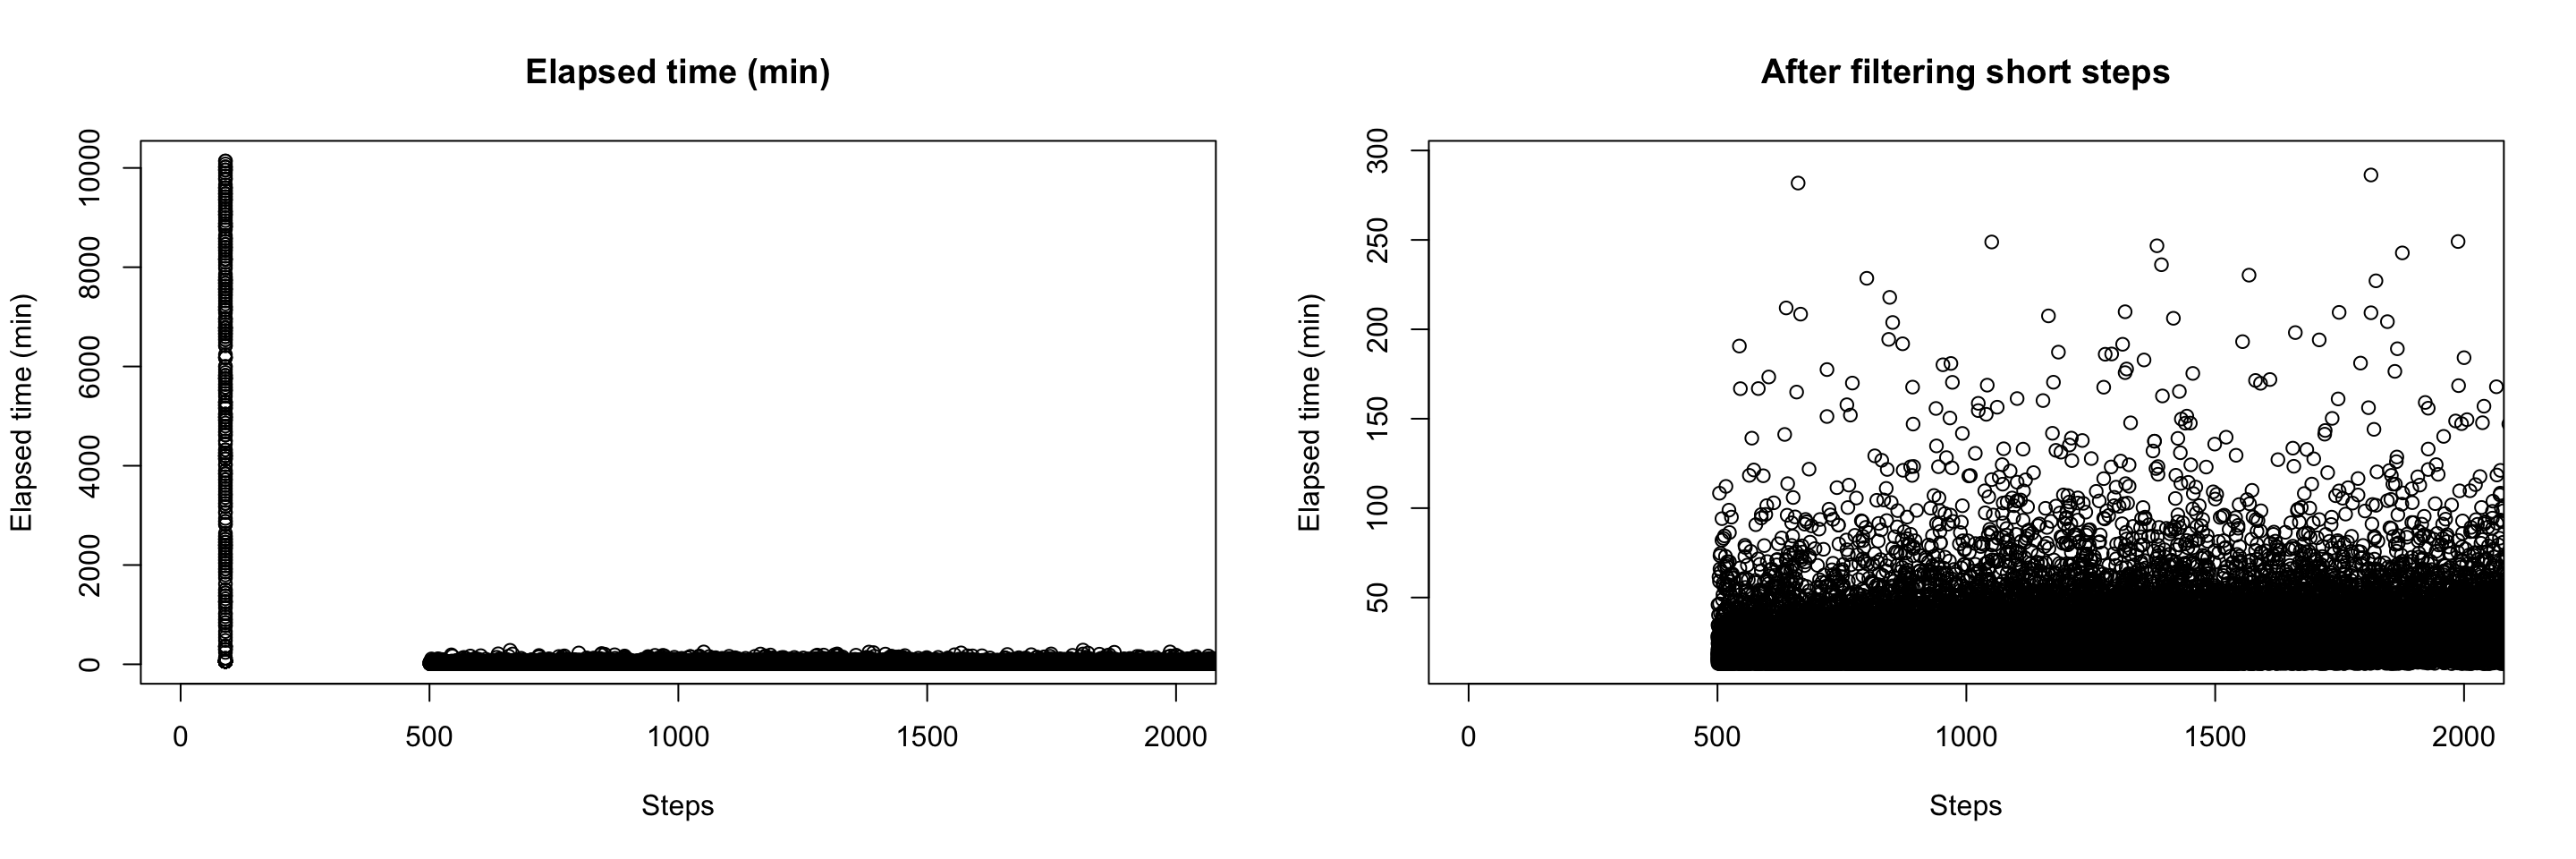 Elapsed time (min)
Elapsed time (min)
10000
8000
6000
4000
2000
0
0 500 1000 1500 2000
Steps
After filtering short steps
Elapsed time (min)
300
250
200
150
100
50
0 500 1000 1500 2000
Steps